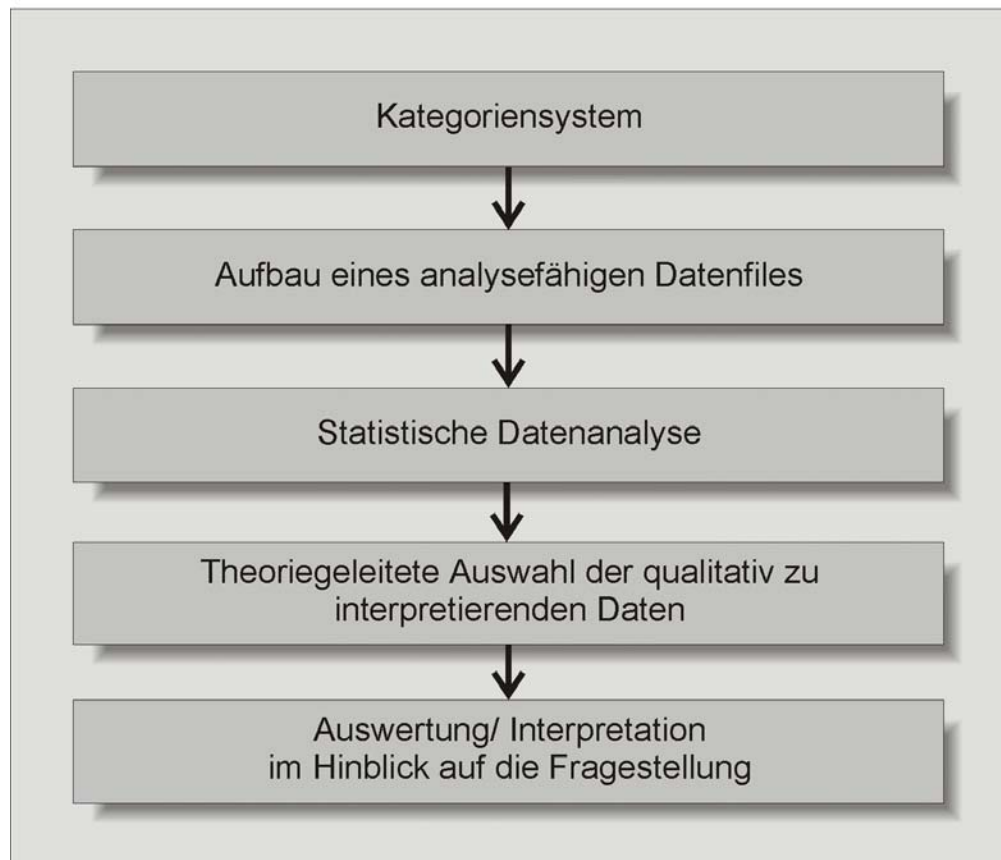 Kategoriensystem
Aufbau eines analysefähigen Datenfiles
Statistische Datenanalyse
Theoriegeleitete Auswahl der qualitativ zu
interpretierenden Daten
Auswertung/ Interpretation
im Hinblick auf die Fragestellung